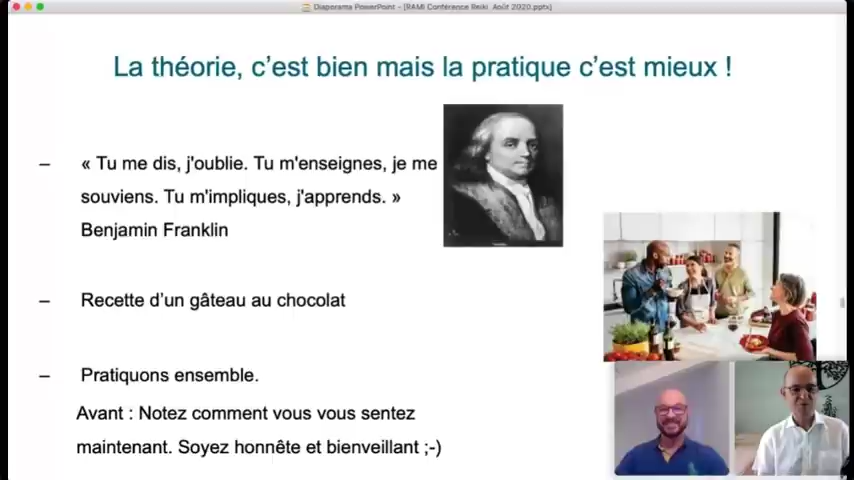 Diaporama PowerPoint - [RAMI Conférence Reiki Août 2020.pptx]
La théorie, c’est bien mais la pratique c’est mieux !
– « Tu me dis, j'oublie. Tu m'enseignes, je me
souviens. Tu m'impliques, j'apprends. »
Benjamin Franklin
– Recette d’un gâteau au chocolat
– Pratiquons ensemble.
Avant : Notez comment vous vous sentez
maintenant. Soyez honnête et bienveillant ;-)